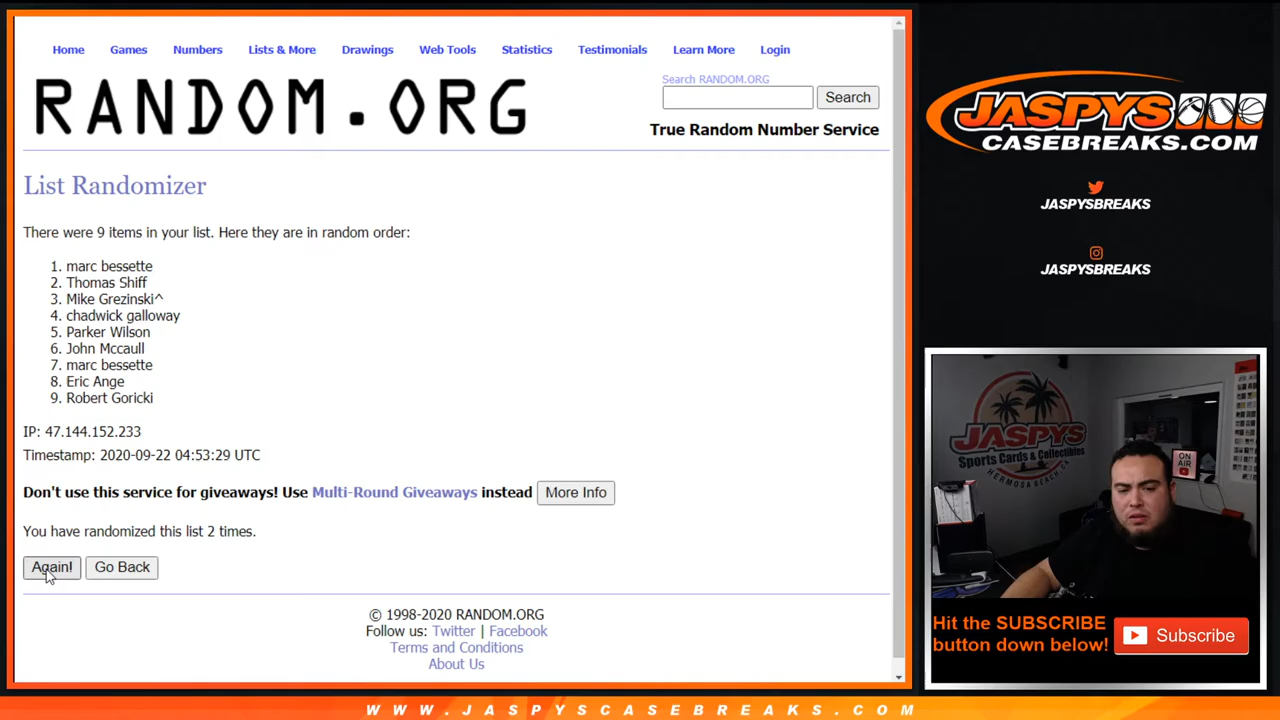 Home Games Numbers Lists & More Drawings Web Tools Statistics Testimonials Learn More Login
RANDOM.ORG
Search RANDOM.ORG
Search
True Random Number Service
List Randomizer
There were 9 items in your list. Here they are in random order:
1. marc bessette
2. Thomas Shiff
3. Mike Grezinski^
4. chadwick galloway
5. Parker Wilson
6. John Mccaull
7. marc bessette
8. Eric Ange
9. Robert Goricki
IP: 47.144.152.233
Timestamp: 2020-09-22 04:53:29 UTC
Don't use this service for giveaways! Use Multi-Round Giveaways instead More Info
You have randomized this list 2 times.
Again! Go Back
© 1998-2020 RANDOM.ORG
Follow us: Twitter | Facebook
Terms and Conditions
About Us
JASPYS
CASEBREAKS.COM
JASPYSBREAKS
JASPYSBREAKS
JASPYS
Sports Cards & Collectibles
HERMOSA BEACH, CA
ON AIR
Hit the SUBSCRIBE
button down below!
Subscribe
WWW.JASPYSCASEBREAKS.COM